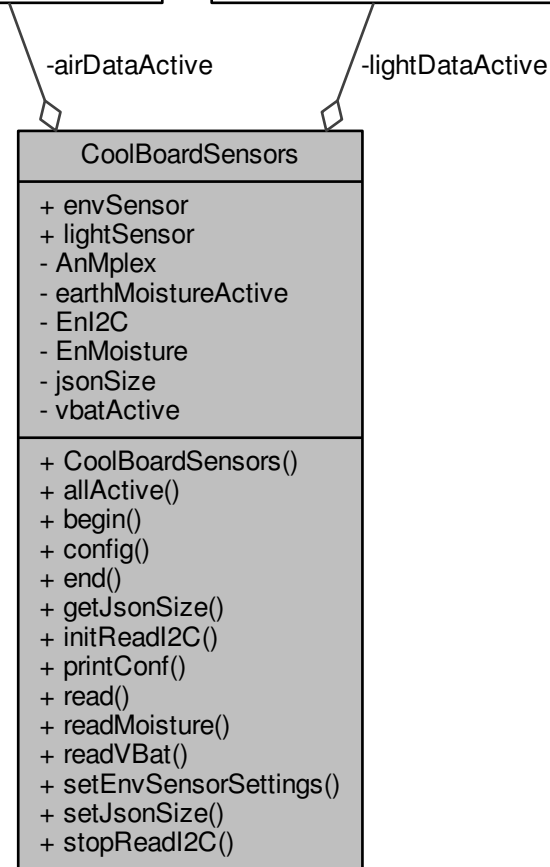 -airDataActive
-lightDataActive
CoolBoardSensors
+ envSensor
+ lightSensor
- AnMplex
- earthMoistureActive
- EnI2C
- EnMoisture
- jsonSize
- vbatActive
+ CoolBoardSensors()
+ allActive()
+ begin()
+ config()
+ end()
+ getJsonSize()
+ initReadI2C()
+ printConf()
+ read()
+ readMoisture()
+ readVBat()
+ setEnvSensorSettings()
+ setJsonSize()
+ stopReadI2C()